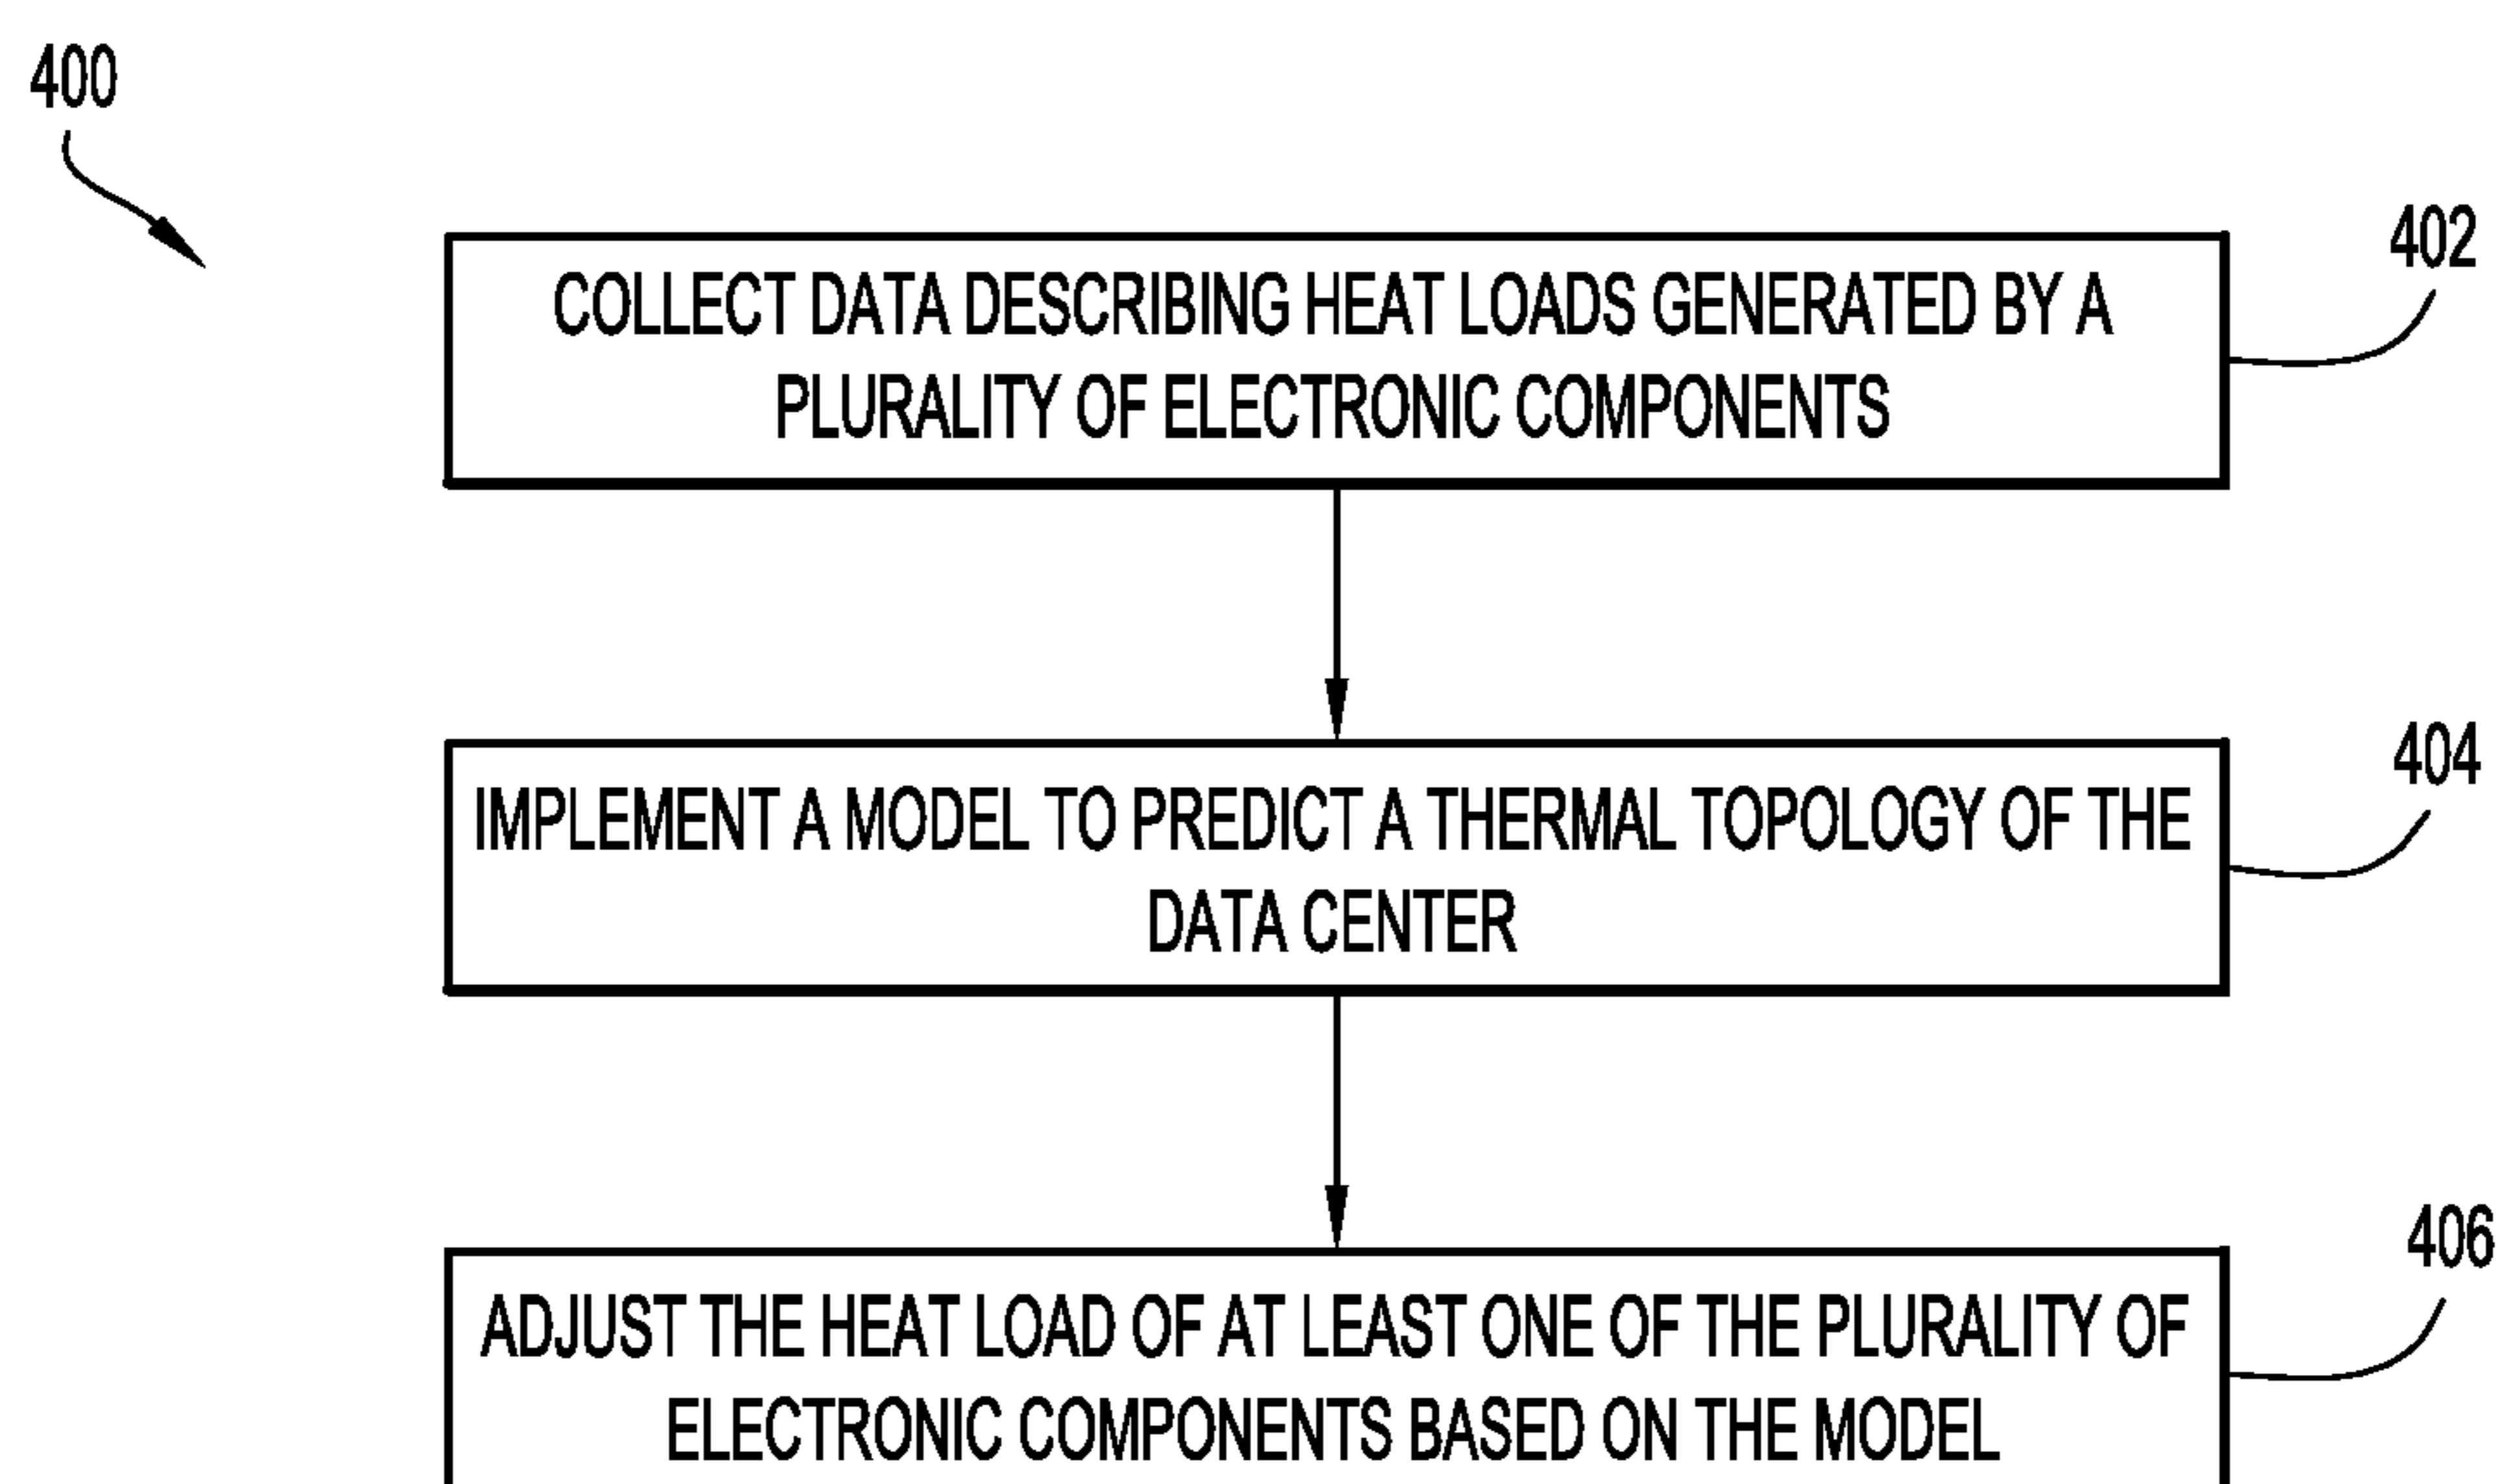 400
402
COLLECT DATA DESCRIBING HEAT LOADS GENERATED BY A
PLURALITY OF ELECTRONIC COMPONENTS
404
IMPLEMENT A MODEL TO PREDICT A THERMAL TOPOLOGY OF THE
DATA CENTER
406
ADJUST THE HEAT LOAD OF AT LEAST ONE OF THE PLURALITY OF
ELECTRONIC COMPONENTS BASED ON THE MODEL